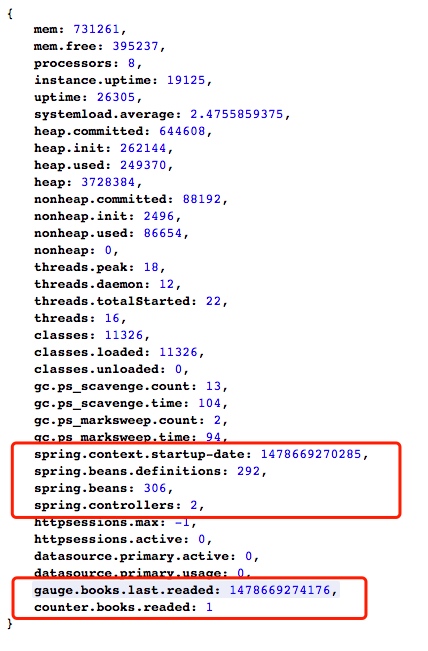 {
mem: 731261,
mem.free: 395237,
processors: 8,
instance.uptime: 19125,
uptime: 26305,
systemload.average: 2.4755859375,
heap.committed: 644608,
heap.init: 262144,
heap.used: 249370,
heap: 3728384,
nonheap.committed: 88192,
nonheap.init: 2496,
nonheap.used: 86654,
nonheap: 0,
threads.peak: 18,
threads.daemon: 12,
threads.totalStarted: 22,
threads: 16,
classes: 11326,
classes.loaded: 11326,
classes.unloaded: 0,
gc.ps_scavenge.count: 13,
gc.ps_scavenge.time: 104,
gc.ps_marksweep.count: 2,
gc.ps_marksweep.time: 94,
spring.context.startup-date: 1478669270285,
spring.beans.definitions: 292,
spring.beans: 306,
spring.controllers: 2,
httpsessions.max: -1,
httpsessions.active: 0,
datasource.primary.active: 0,
datasource.primary.usage: 0,
gauge.books.last.readed: 1478669274176,
counter.books.readed: 1
}